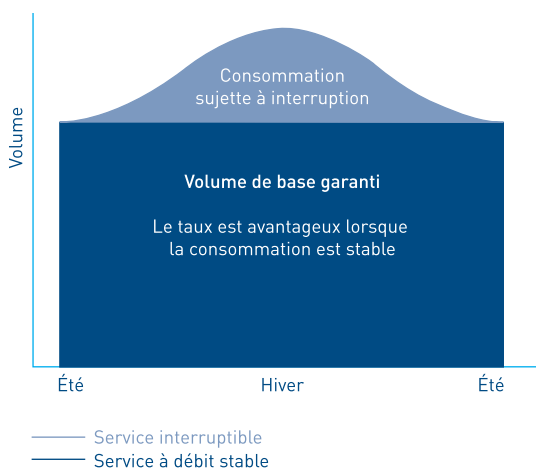 Consommation
sujette à interruption
Volume
Volume de base garanti
Le taux est avantageux lorsque
la consommation est stable
Été
Hiver
Été
Service interruptible
Service à débit stable